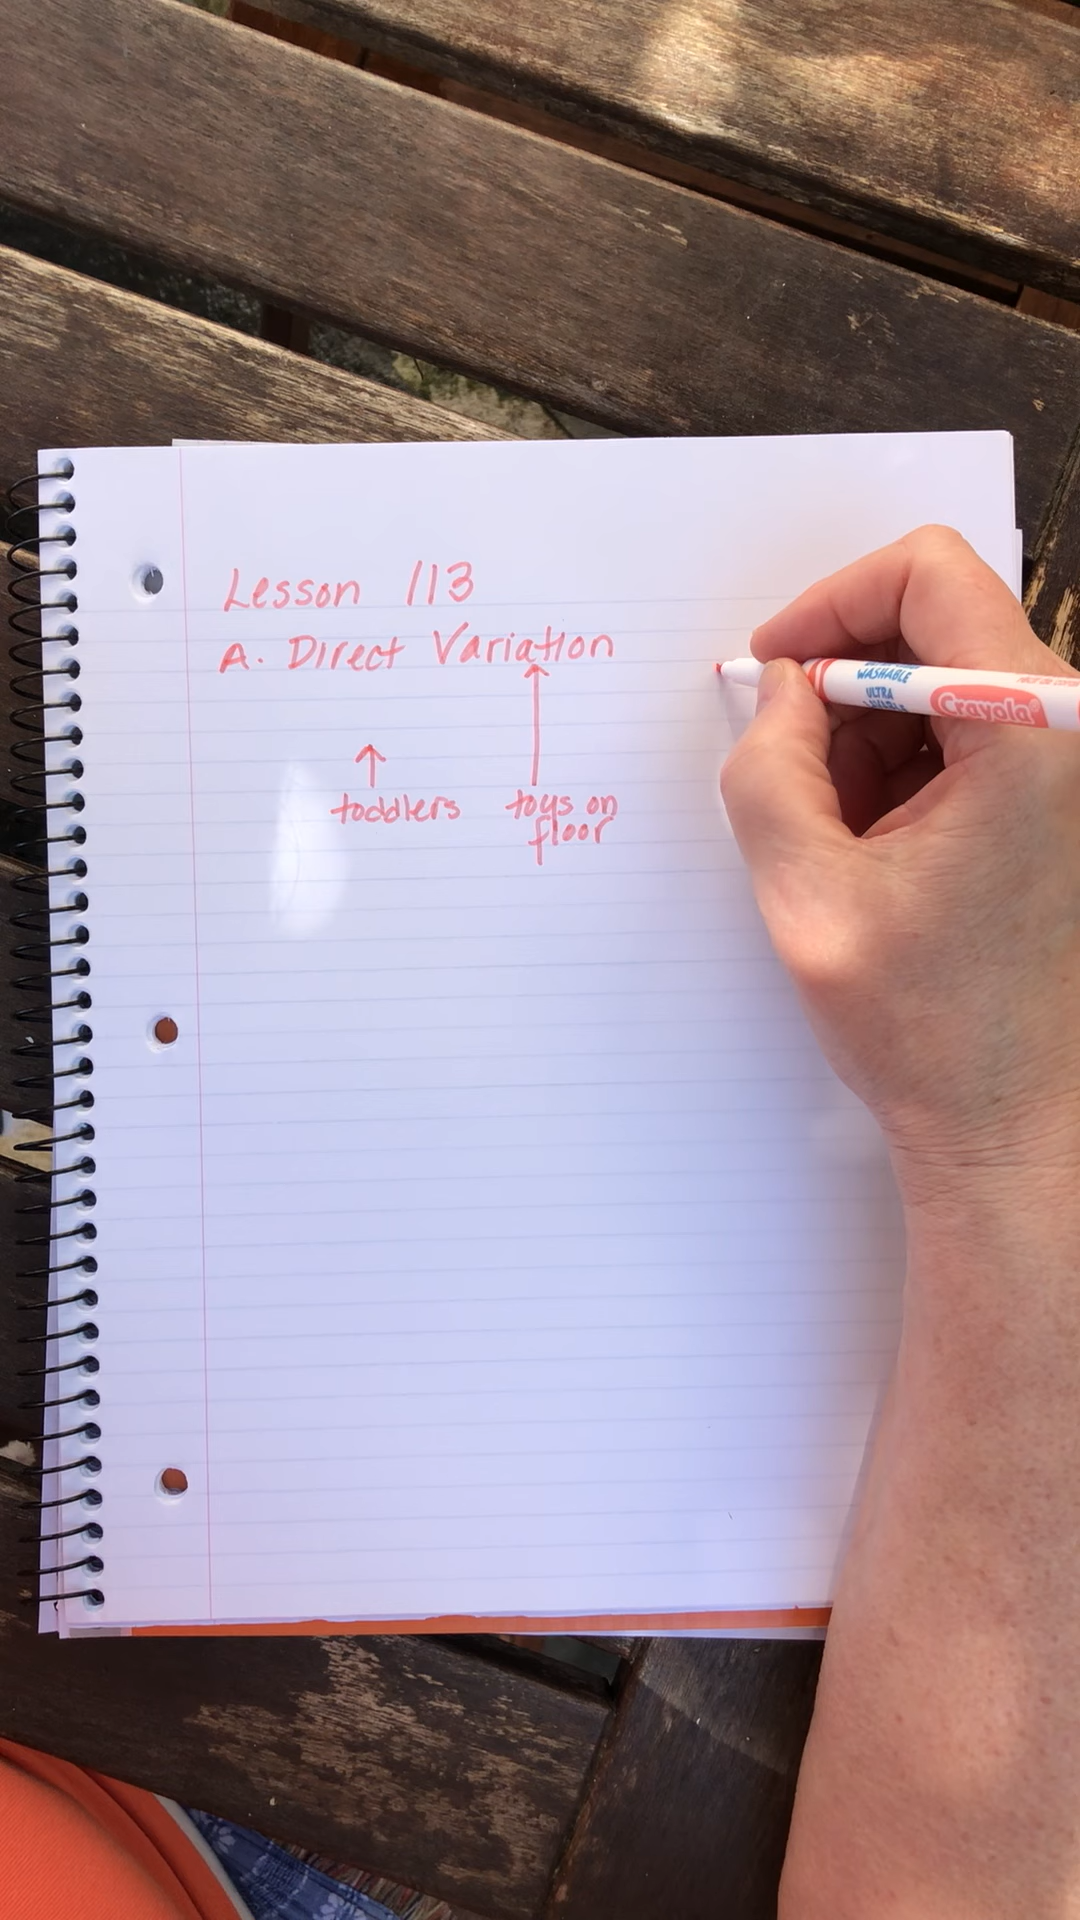 Lesson 113
A. Direct Variation
toddlers
toys on
floor
WASHABLE
ULTRA
Crayola